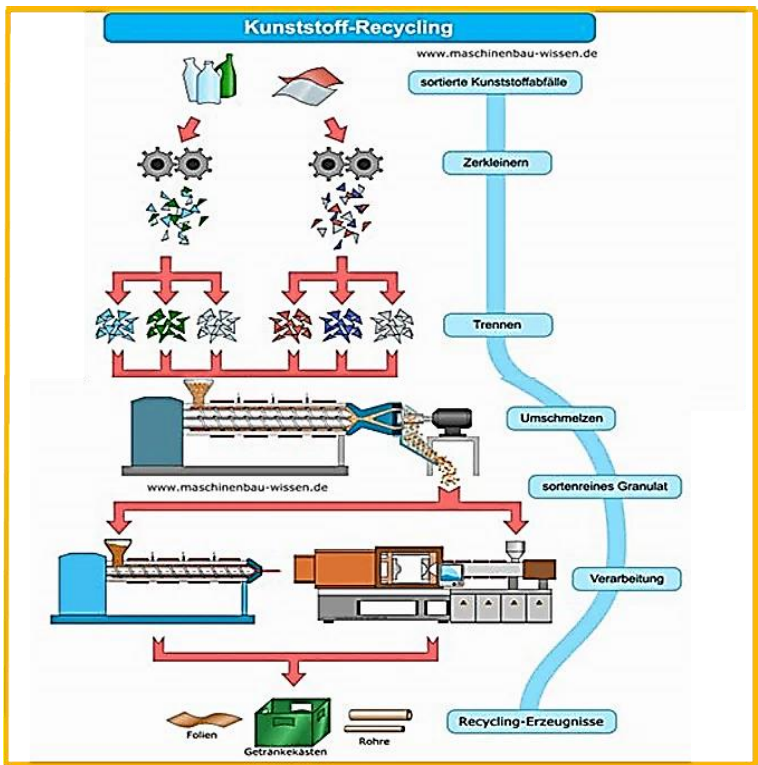 Kunststoff-Recycling
www.maschinenbau-wissen.de
sortierte Kunststoffabfälle
Zerkleinern
Trennen
Umschmelzen
www.maschinenbau-wissen.de
sortenreines Granulat
Verarbeitung
Recycling-Erzeugnisse
Folien
Getränkekästen
Rohre